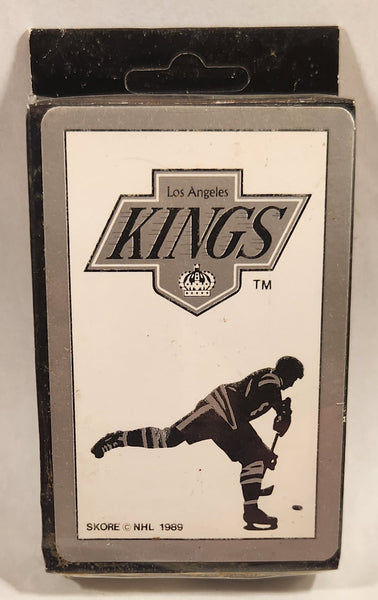 Los Angeles
KINGS
TM
SKORE © NHL 1989